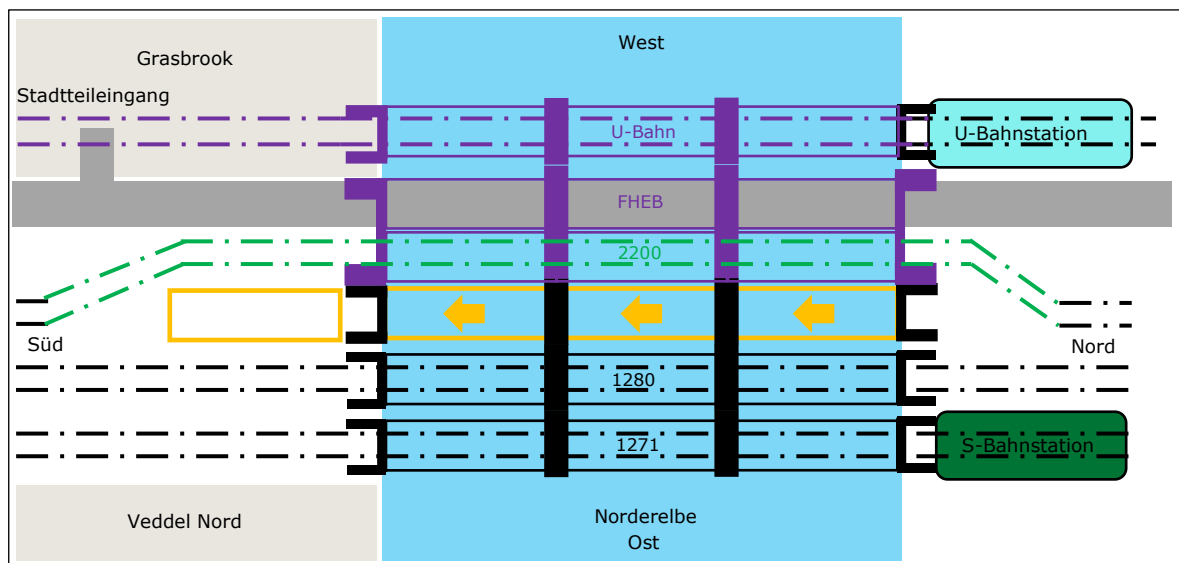 West
Grasbrook
Stadtteileingang
U-Bahn
U-Bahnstation
FHEB
2200
Süd
Nord
1280
1271
S-Bahnstation
Veddel Nord
Norderelbe
Ost